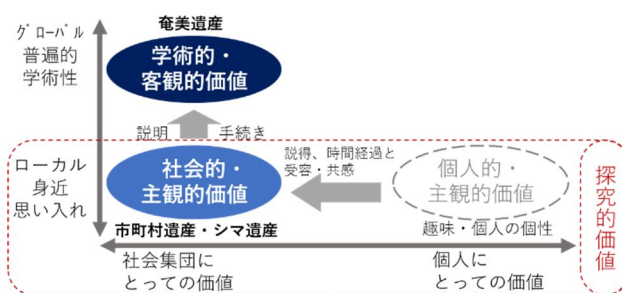 奄美遺産
グローバル
普遍的
学術性
学術的・
客観的価値
説明
手続き
ローカル
身近
思い入れ
社会的・
主観的価値
説得、時間経過と
受容・共感
個人的・
主観的価値
市町村遺産・シマ遺産
趣味・個人の個性
社会集団に
とっての価値
個人に
とっての価値
探究的価値